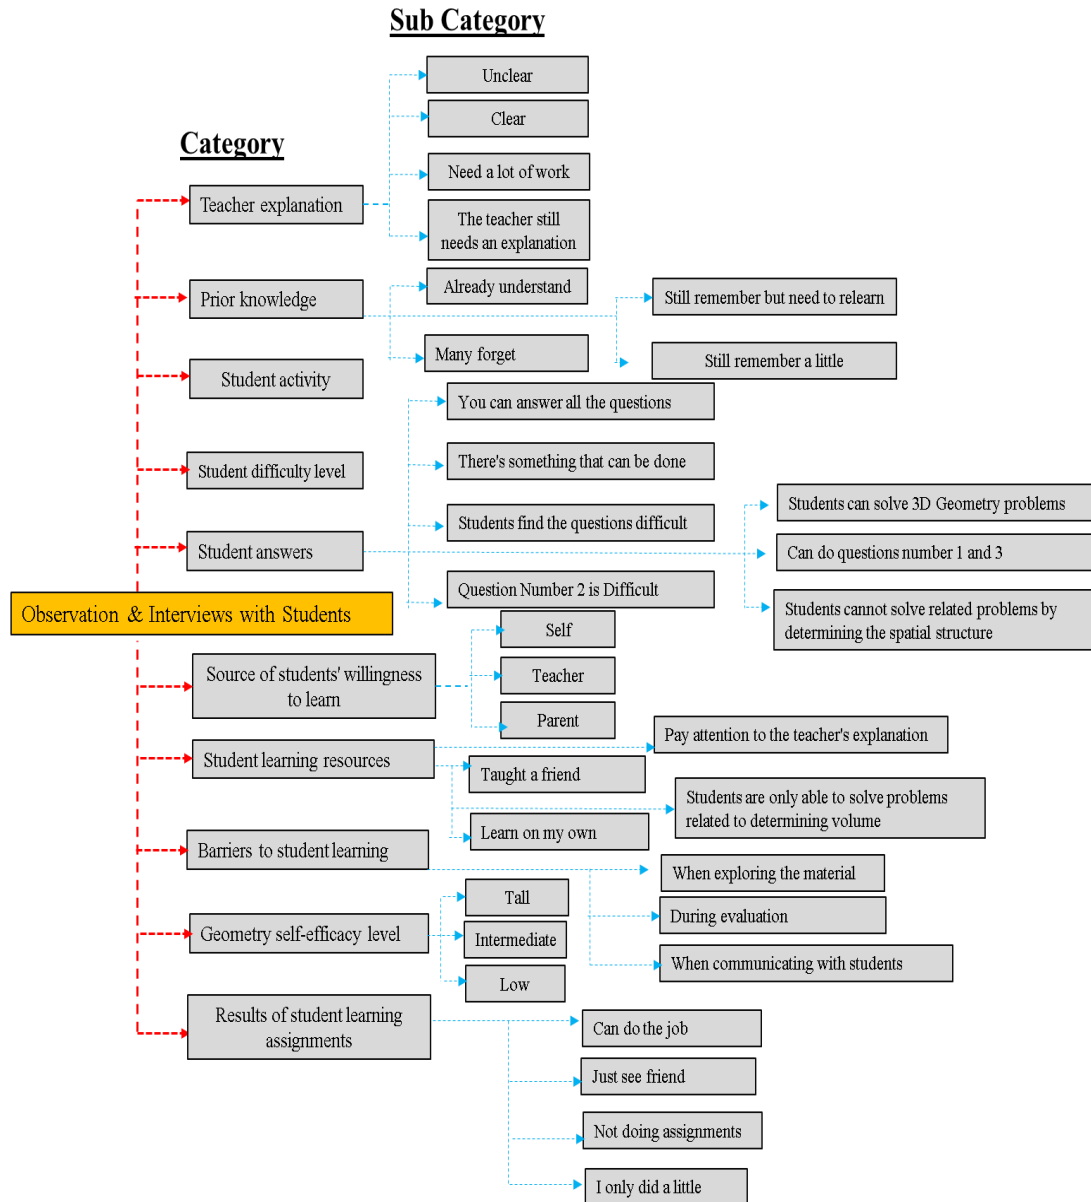 Sub Category
Unclear
Clear
Category
Need a lot of work
Teacher explanation
The teacher still
needs an explanation
Already understand
Prior knowledge
Still remember but need to relearn
Many forget
Still remember a little
Student activity
You can answer all the questions
There's something that can be done
Student difficulty level
Students can solve 3D Geometry problems
Students find the questions difficult
Student answers
Can do questions number 1 and 3
Question Number 2 is Difficult
Observation & Interviews with Students
Students cannot solve related problems by
determining the spatial structure
Self
Source of students' willingness
to learn
Teacher
Parent
Pay attention to the teacher's explanation
Student learning resources
Taught a friend
Students are only able to solve problems
related to determining volume
Learn on my own
Barriers to student learning
When exploring the material
Tall
During evaluation
Geometry self-efficacy level
Intermediate
When communicating with students
Low
Results of student learning
assignments
Can do the job
Just see friend
Not doing assignments
I only did a little